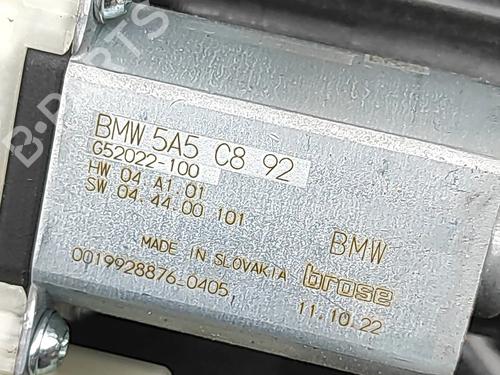 B-PARTS
BMW 5A5 C8 92
G52022-100
HW 04 A1.01
SW 04.44.00 101
BMW
MADE IN SLOVAKIA brose
0019928876-0405 11.10.22